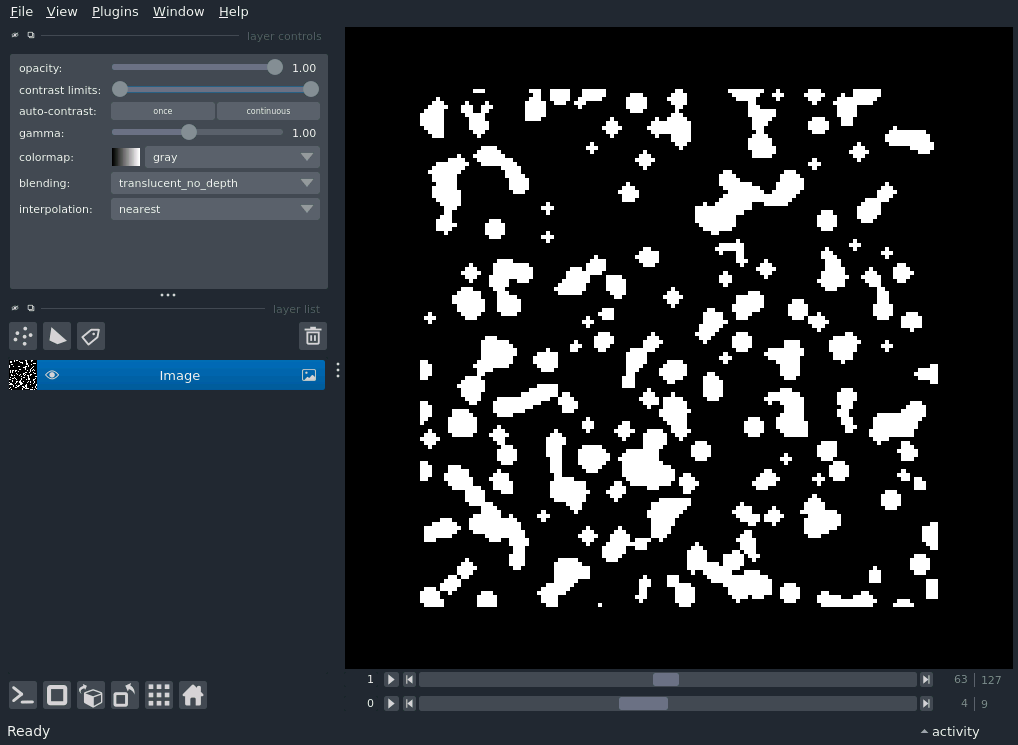 File View Plugins Window Help
layer controls
opacity: 1.00
contrast limits:
auto-contrast: once continuous
gamma: 1.00
colormap: gray
blending: translucent_no_depth
interpolation: nearest
layer list
Image
1 63 127
0 4 9
Ready activity